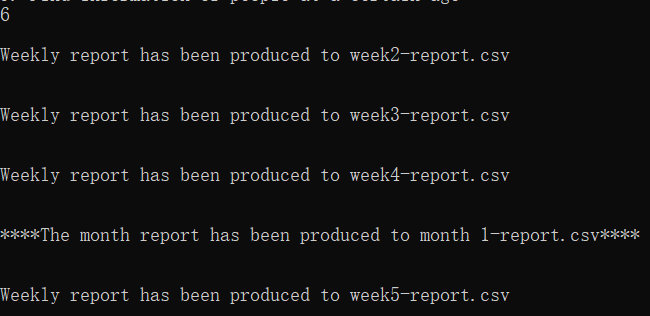 6
Weekly report has been produced to week2-report.csv
Weekly report has been produced to week3-report.csv
Weekly report has been produced to week4-report.csv
****The month report has been produced to month 1-report.csv****
Weekly report has been produced to week5-report.csv